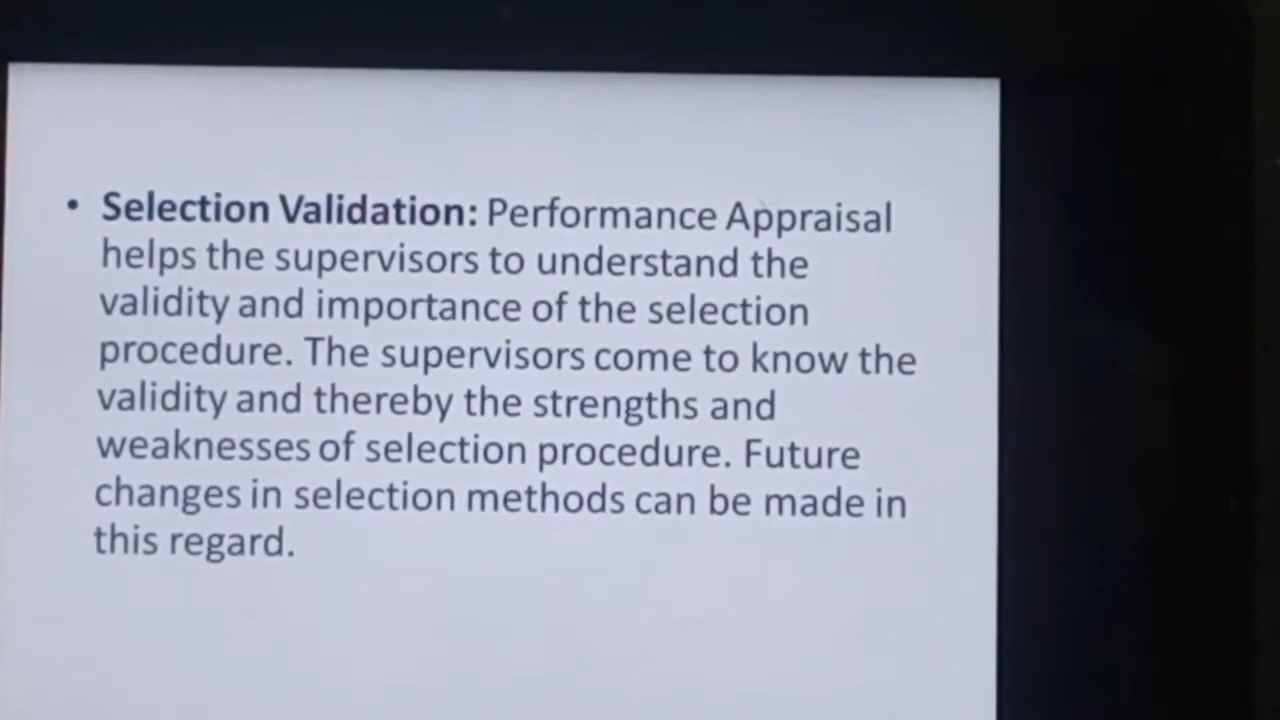 • Selection Validation: Performance Appraisal
helps the supervisors to understand the
validity and importance of the selection
procedure. The supervisors come to know the
validity and thereby the strengths and
weaknesses of selection procedure. Future
changes in selection methods can be made in
this regard.